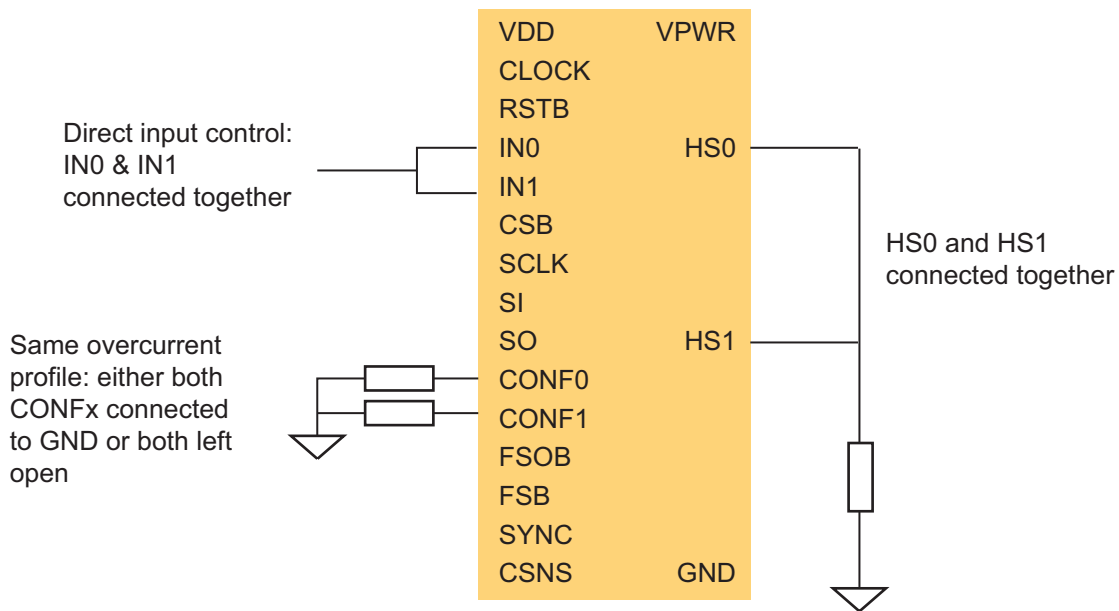 VDD VPWR
CLOCK
RSTB
Direct input control:
IN0 & IN1
connected together
IN0 HS0
IN1
CSB
SCLK
SI
HS0 and HS1
connected together
SO HS1
Same overcurrent
profile: either both
CONFx connected
to GND or both left
open
CONF0
CONF1
FSOB
FSB
SYNC
CSNS GND